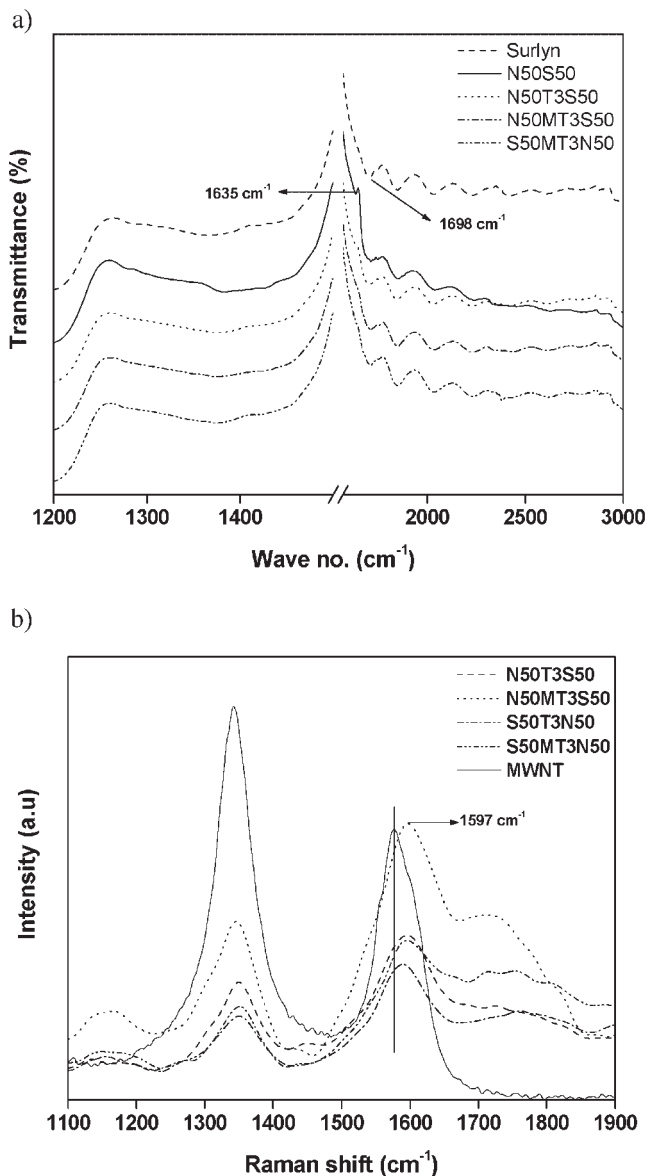 a)
Surlyn
N50S50
N50T3S50
N50MT3S50
S50MT3N50
1635 cm⁻¹
1698 cm⁻¹
Transmittance (%)
1200 1300 1400 2000 2500 3000
Wave no. (cm⁻¹)
b)
N50T3S50
N50MT3S50
S50T3N50
S50MT3N50
MWNT
1597 cm⁻¹
Intensity (a.u)
1100 1200 1300 1400 1500 1600 1700 1800 1900
Raman shift (cm⁻¹)